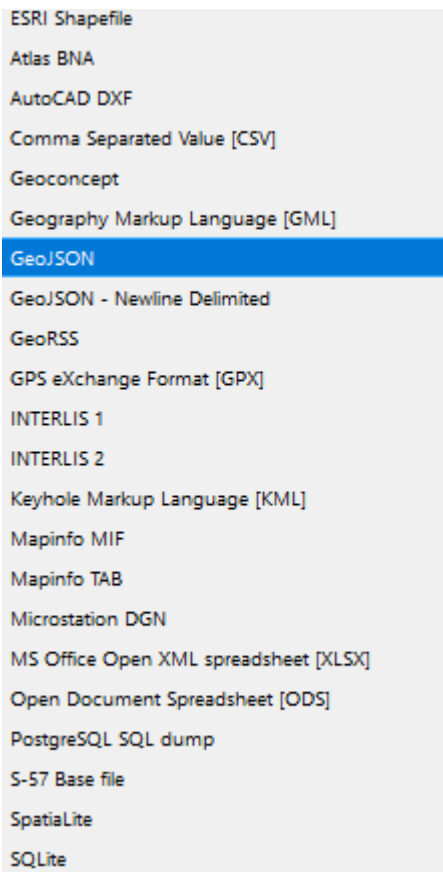 ESRI Shapefile
Atlas BNA
AutoCAD DXF
Comma Separated Value [CSV]
Geoconcept
Geography Markup Language [GML]
GeoJSON
GeoJSON - Newline Delimited
GeoRSS
GPS eXchange Format [GPX]
INTERLIS 1
INTERLIS 2
Keyhole Markup Language [KML]
Mapinfo MIF
Mapinfo TAB
Microstation DGN
MS Office Open XML spreadsheet [XLSX]
Open Document Spreadsheet [ODS]
PostgreSQL SQL dump
S-57 Base file
SpatiaLite
SQLite